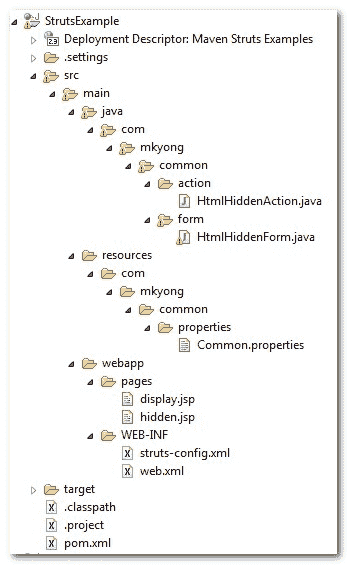 StrutsExample
Deployment Descriptor: Maven Struts Examples
.settings
src
main
java
com
mkyong
common
action
HtmlHiddenAction.java
form
HtmlHiddenForm.java
resources
com
mkyong
common
properties
Common.properties
webapp
pages
display.jsp
hidden.jsp
WEB-INF
struts-config.xml
web.xml
target
.classpath
.project
pom.xml